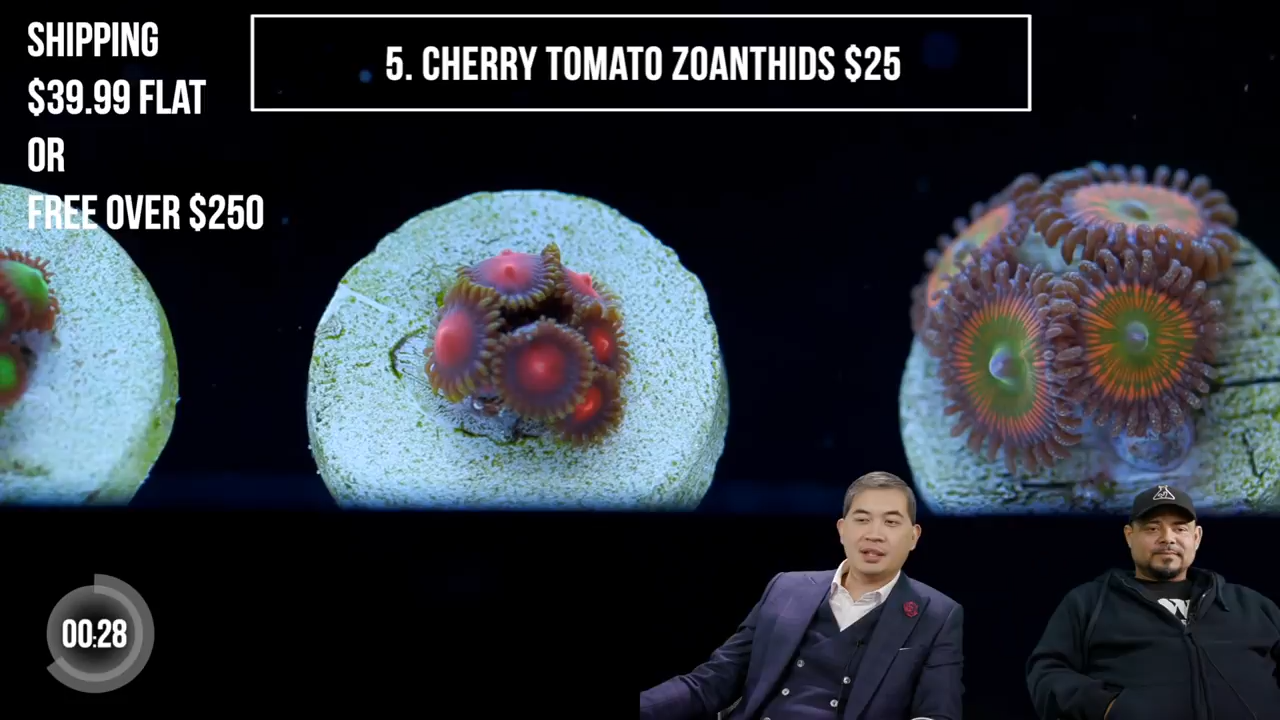 SHIPPING
$39.99 FLAT
OR
FREE OVER $250
5. CHERRY TOMATO ZOANTHIDS $25
00:28